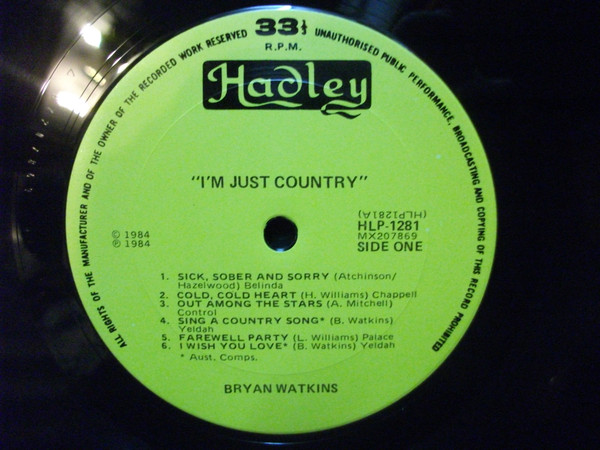 33⅓
R.P.M.
ALL RIGHTS OF THE MANUFACTURER AND OF THE OWNER OF THE RECORDED WORK RESERVED
UNAUTHORISED PUBLIC PERFORMANCE, BROADCASTING AND COPYING OF THIS RECORD PROHIBITED
Hadley
"I'M JUST COUNTRY"
(HLP1281A)
© 1984
℗ 1984
HLP-1281
MX207869
SIDE ONE
1. SICK, SOBER AND SORRY (Atchinson/
Hazelwood) Belinda
2. COLD, COLD HEART (H. Williams) Chappell
3. OUT AMONG THE STARS (A. Mitchell)
Control
4. SING A COUNTRY SONG* (B. Watkins)
Yeldah
5. FAREWELL PARTY (L. Williams) Palace
6. I WISH YOU LOVE* (B. Watkins) Yeldah
* Aust. Comps.
BRYAN WATKINS